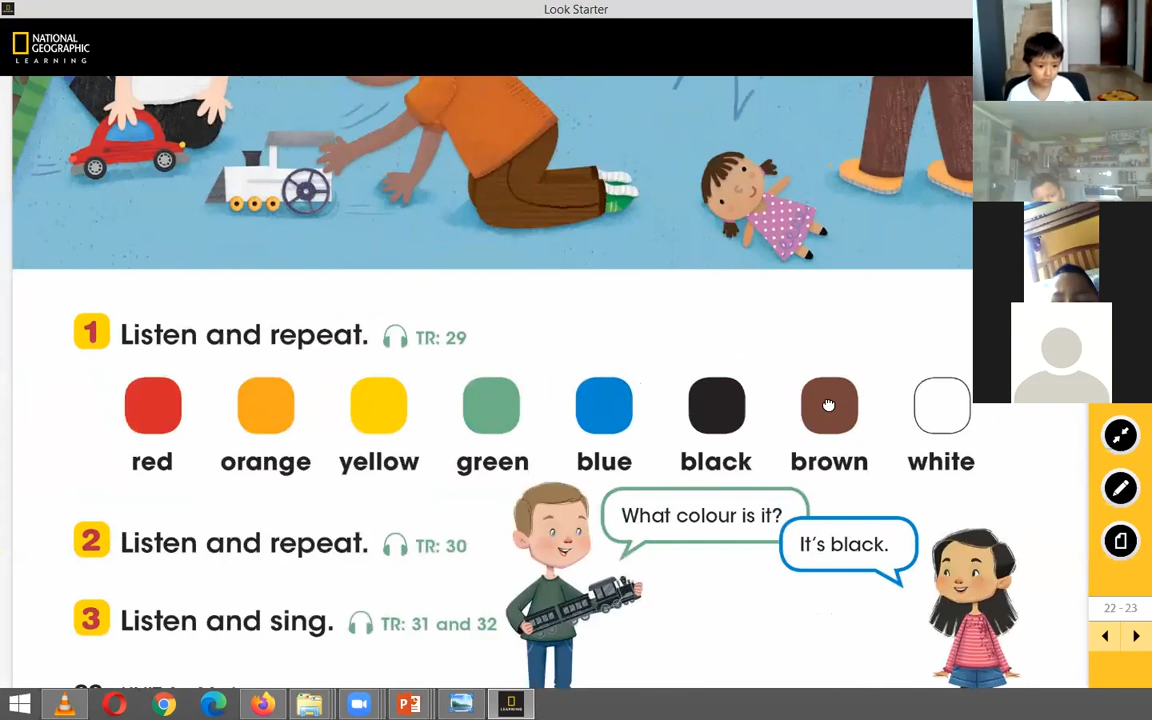 Look Starter
NATIONAL
GEOGRAPHIC
LEARNING
1 Listen and repeat. TR: 29
red orange yellow green blue black brown white
What colour is it?
It's black.
2 Listen and repeat. TR: 30
3 Listen and sing. TR: 31 and 32
22 - 23